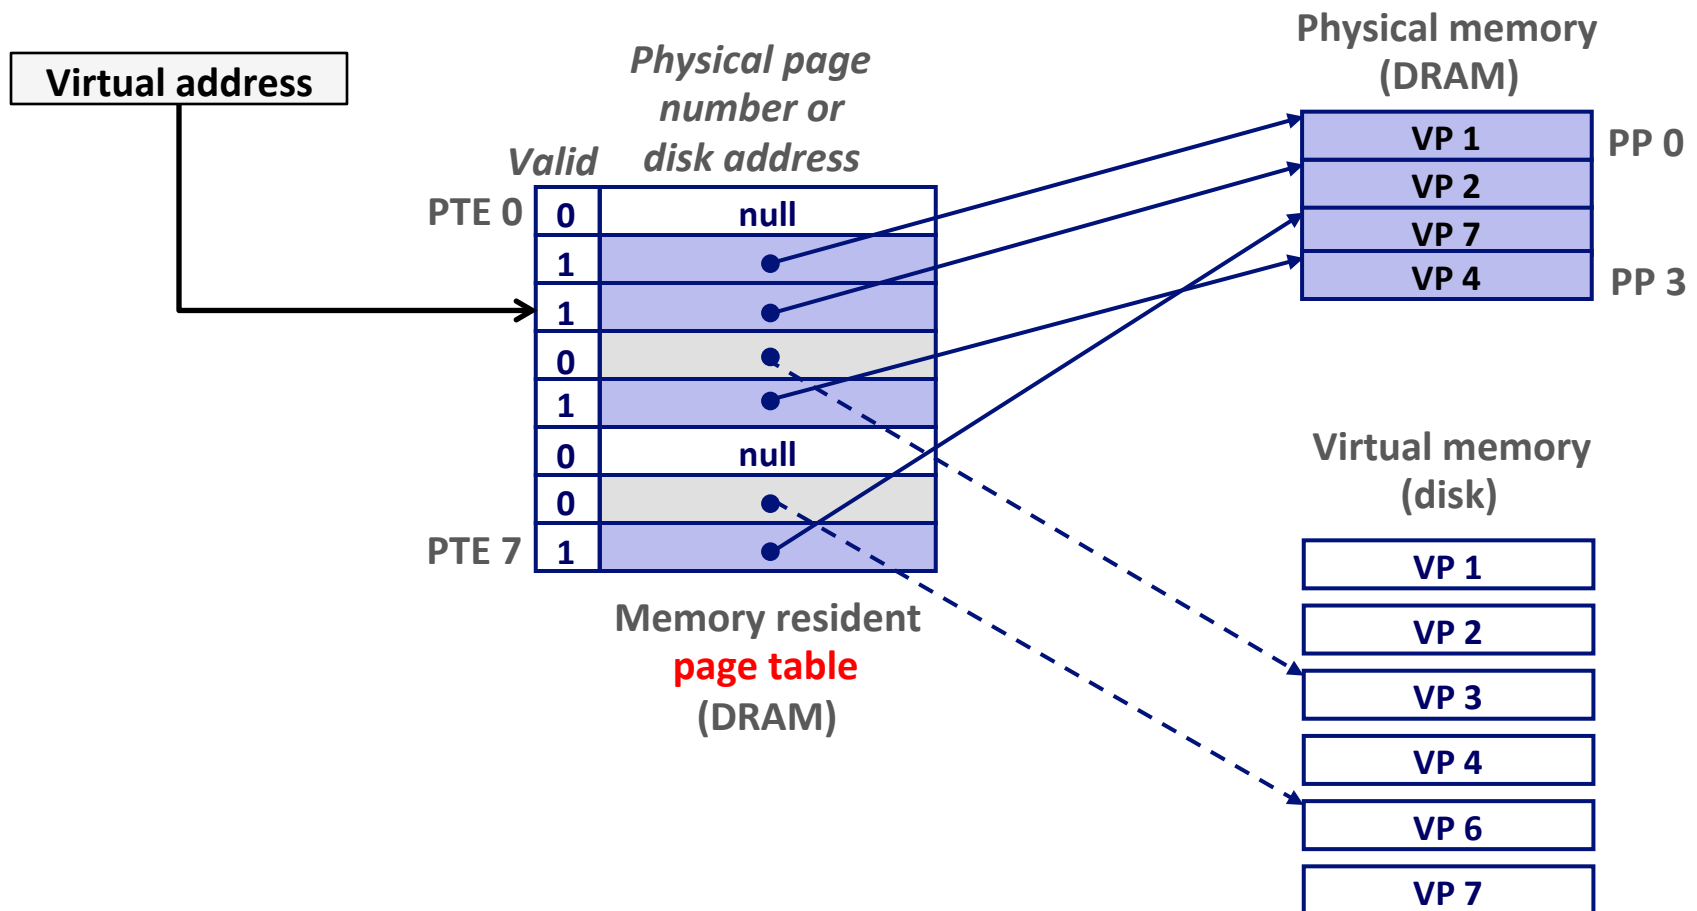 Virtual address
Physical page
number or
disk address
Valid
PTE 0
0
null
1
1
0
1
0
null
0
PTE 7
1
Memory resident
page table
(DRAM)
Physical memory
(DRAM)
VP 1
PP 0
VP 2
VP 7
VP 4
PP 3
Virtual memory
(disk)
VP 1
VP 2
VP 3
VP 4
VP 6
VP 7